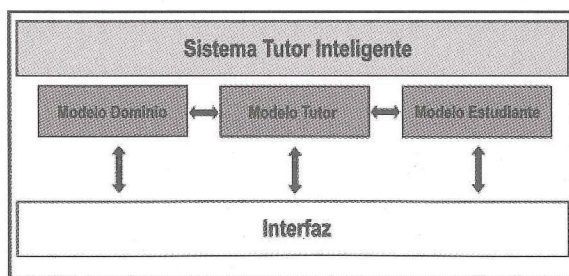 Sistema Tutor Inteligente
Modelo Dominio
Modelo Tutor
Modelo Estudiante
Interfaz